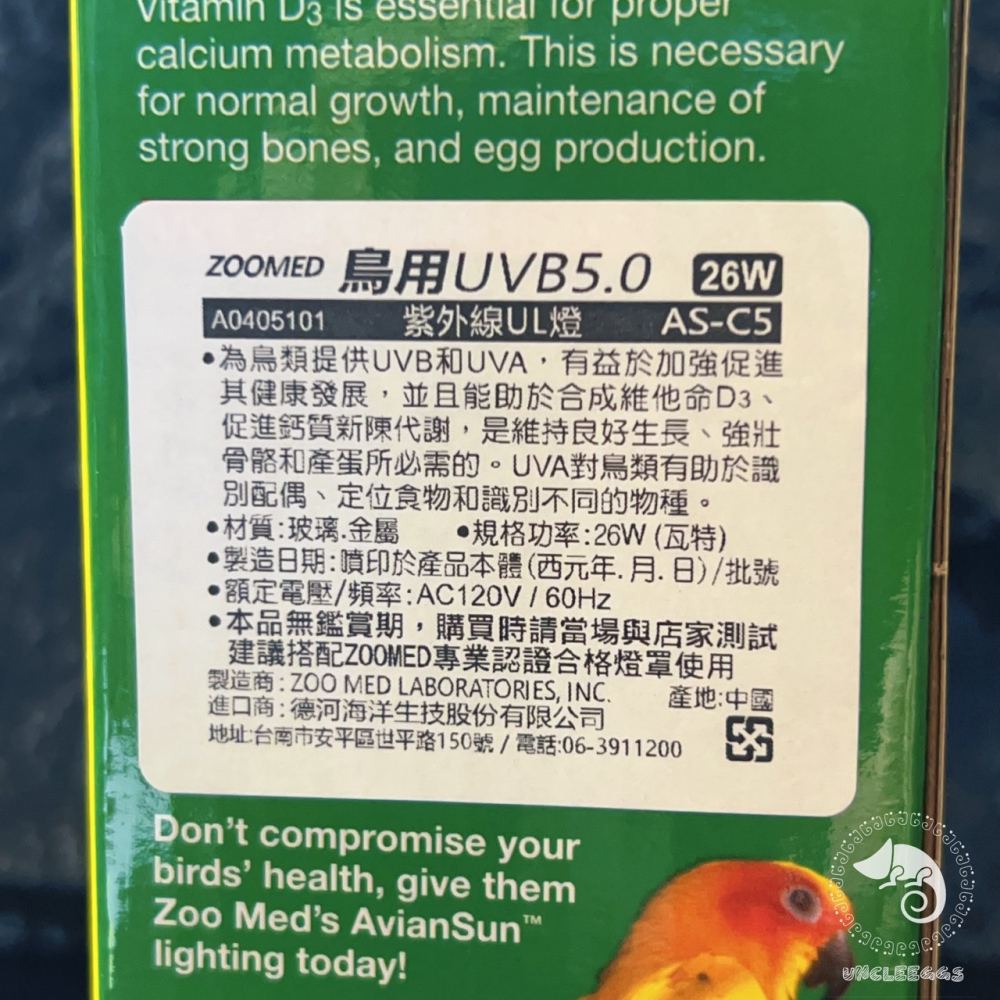 vitamin D3 is essential for proper
calcium metabolism. This is necessary
for normal growth, maintenance of
strong bones, and egg production.
ZOOMED 鳥用UVB5.0 26W
A0405101 紫外線UL燈 AS-C5
•為鳥類提供UVB和UVA，有益於加強促進
其健康發展，並且能助於合成維他命D3、
促進鈣質新陳代謝，是維持良好生長、強壯
骨骼和產蛋所必需的。UVA對鳥類有助於識
別配偶、定位食物和識別不同的物種。
•材質:玻璃.金屬 •規格功率:26W (瓦特)
•製造日期:噴印於產品本體(西元年.月.日)/批號
•額定電壓/頻率:AC120V / 60Hz
•本品無鑑賞期，購買時請當場與店家測試
建議搭配ZOOMED專業認證合格燈罩使用
製造商:ZOO MED LABORATORIES, INC. 產地:中國
進口商:德河海洋生技股份有限公司
地址:台南市安平區世平路150號 / 電話:06-3911200
Don't compromise your
birds' health, give them
Zoo Med's AvianSun™
lighting today!
UNCLEEGGS